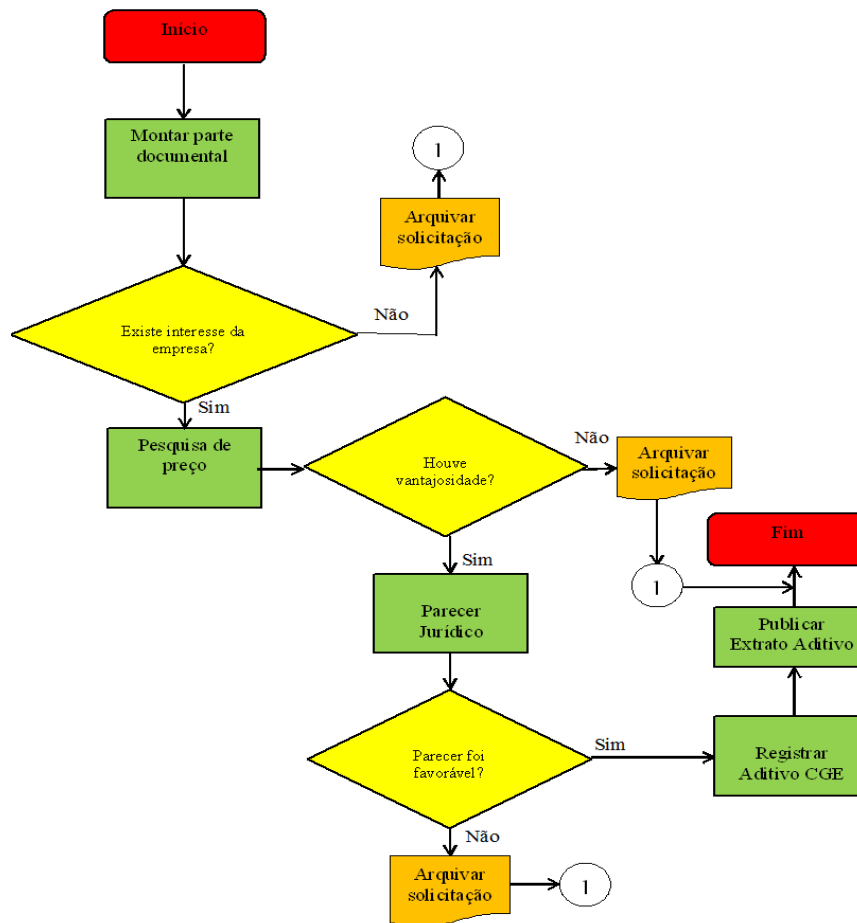 Início
Montar parte
documental
1
Arquivar
solicitação
Não
Existe interesse da
empresa?
Sim
Pesquisa de
preço
Houve
vantajosidade?
Não
Arquivar
solicitação
Sim
1
Fim
Parecer
Jurídico
Publicar
Extrato Aditivo
Parecer foi
favorável?
Sim
Registrar
Aditivo CGE
Não
Arquivar
solicitação
1